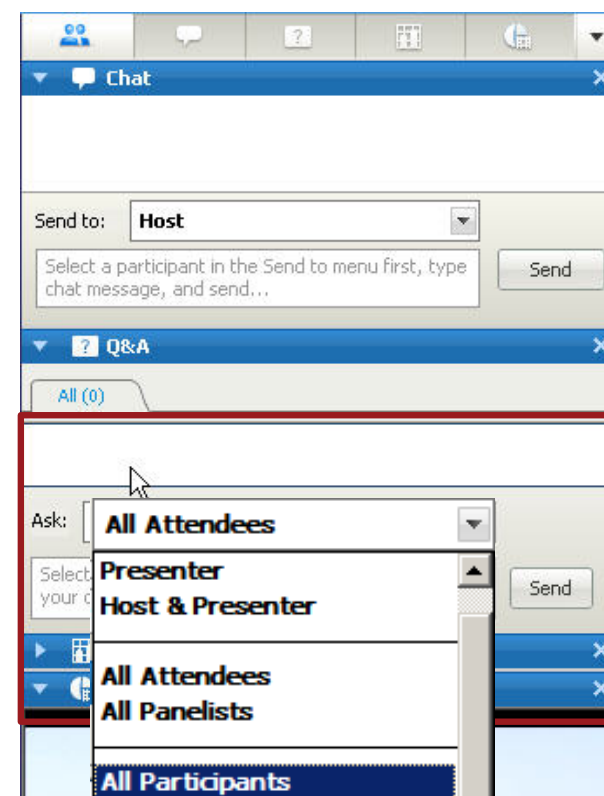 Chat
Send to: Host
Select a participant in the Send to menu first, type
chat message, and send...
Send
? Q&A
All (0)
Ask: All Attendees
Select
your
Send
Presenter
Host & Presenter
All Attendees
All Panelists
All Participants